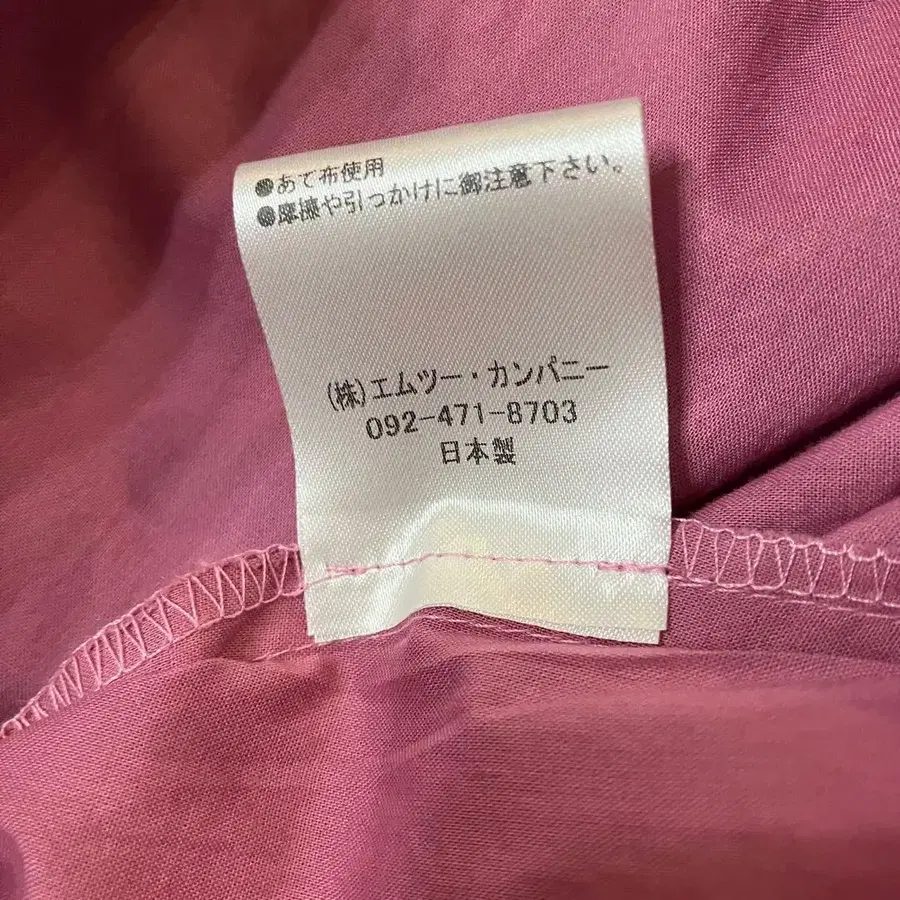 ●あて布使用
●摩擦や引っかけに御注意下さい。
(株)エムツー・カンパニー
092-471-8703
日本製